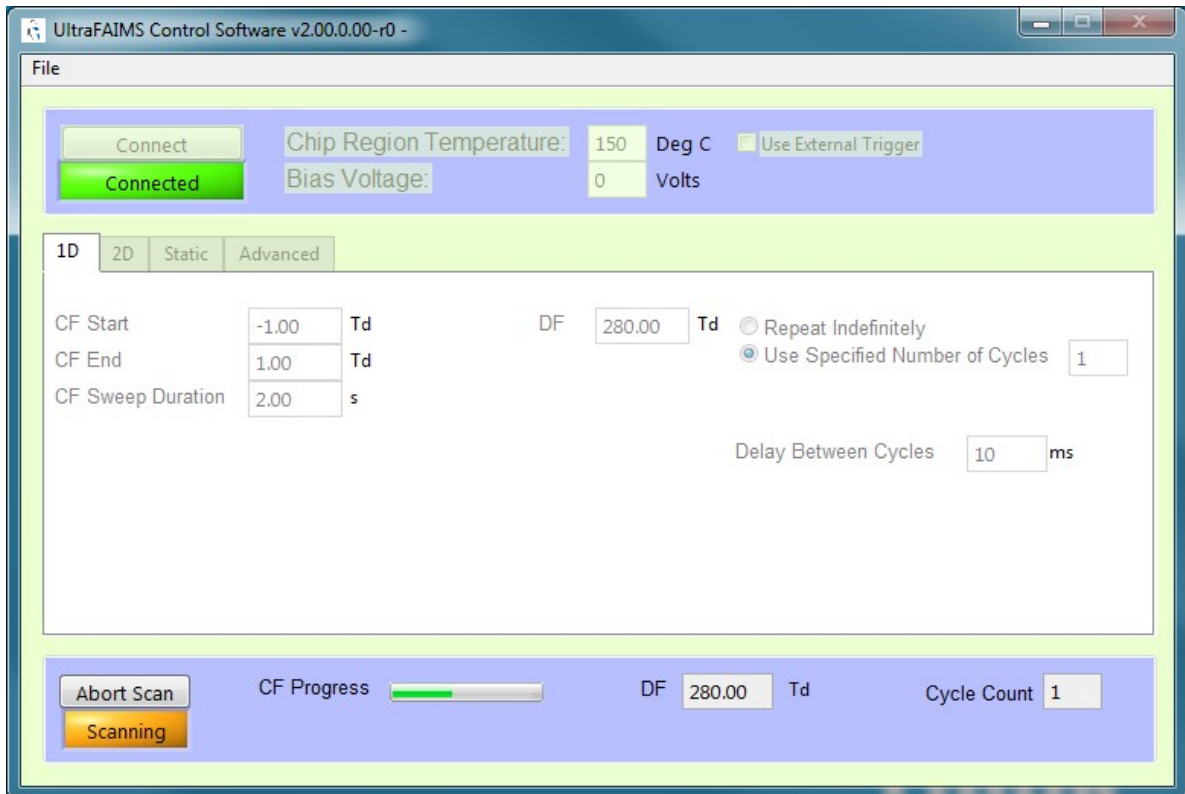 UltraFAIMS Control Software v2.00.0.00-r0 -
File
Connect Chip Region Temperature: 150 Deg C Use External Trigger
Connected Bias Voltage: 0 Volts
1D 2D Static Advanced
CF Start -1.00 Td DF 280.00 Td Repeat Indefinitely
CF End 1.00 Td Use Specified Number of Cycles 1
CF Sweep Duration 2.00 s
Delay Between Cycles 10 ms
Abort Scan CF Progress DF 280.00 Td Cycle Count 1
Scanning